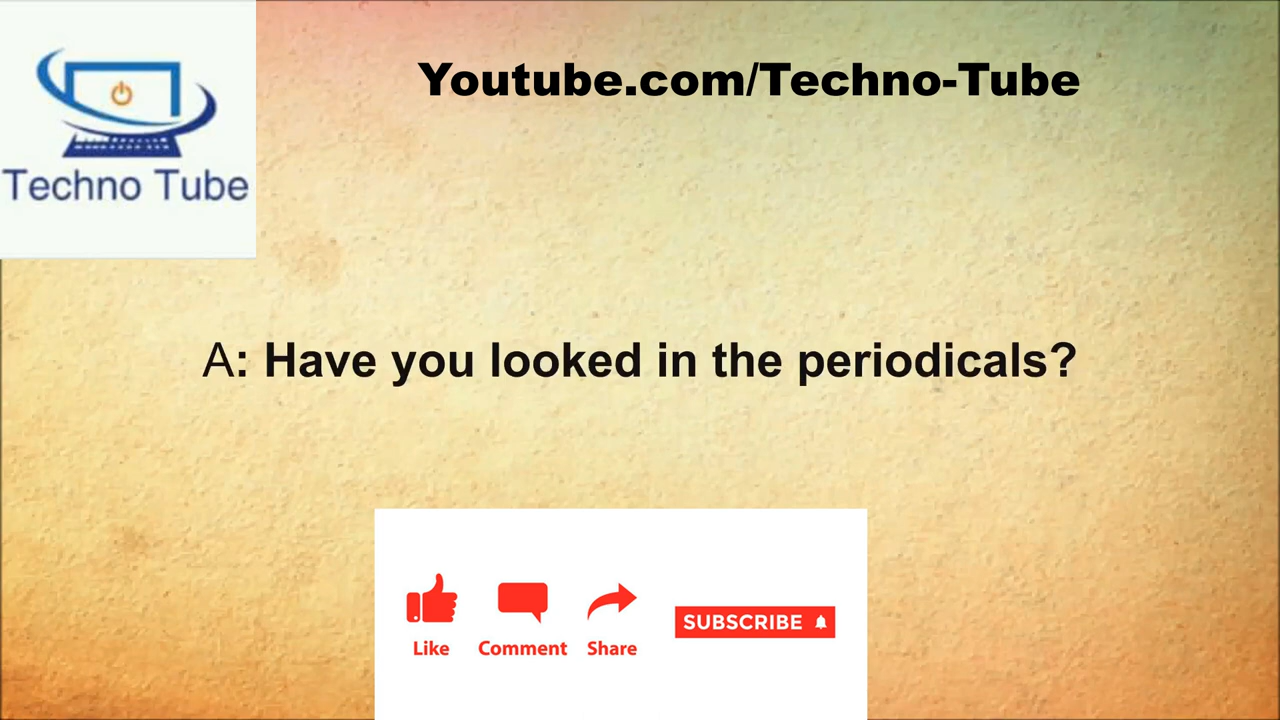 Techno Tube
Youtube.com/Techno-Tube
A: Have you looked in the periodicals?
Like Comment Share
SUBSCRIBE